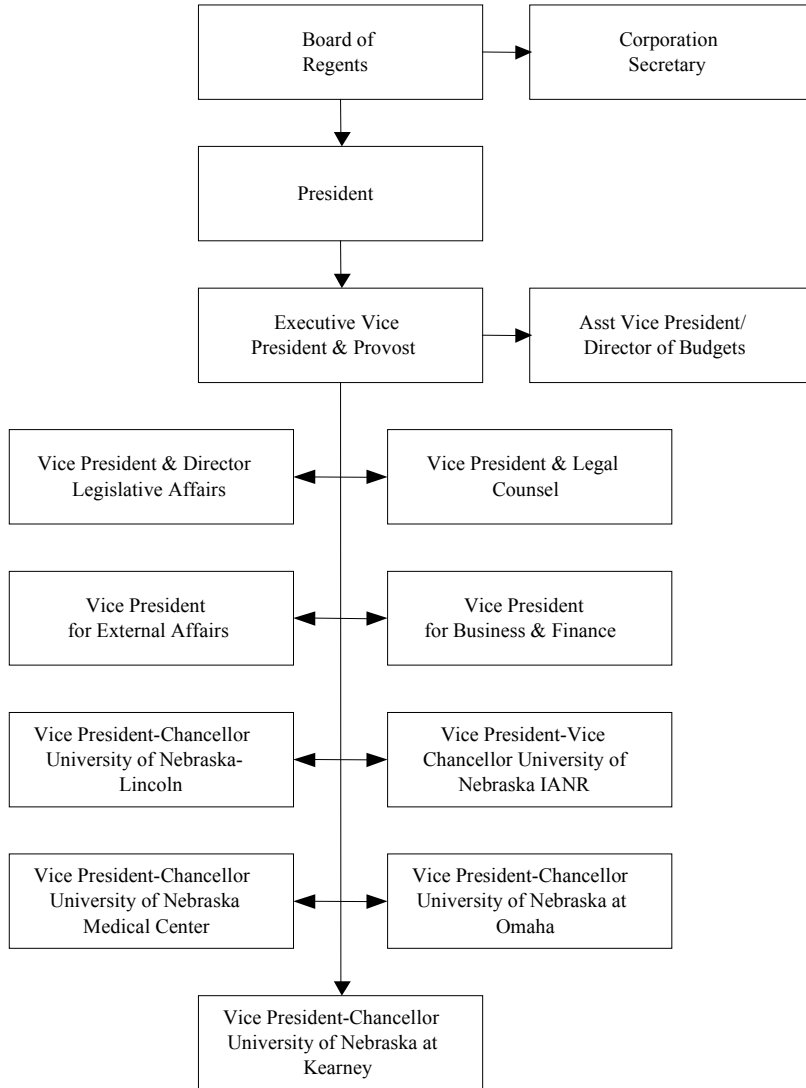 Board of
Regents
Corporation
Secretary
President
Executive Vice
President & Provost
Asst Vice President/
Director of Budgets
Vice President & Director
Legislative Affairs
Vice President & Legal
Counsel
Vice President
for External Affairs
Vice President
for Business & Finance
Vice President-Chancellor
University of Nebraska-
Lincoln
Vice President-Vice
Chancellor University of
Nebraska IANR
Vice President-Chancellor
University of Nebraska
Medical Center
Vice President-Chancellor
University of Nebraska at
Omaha
Vice President-Chancellor
University of Nebraska at
Kearney